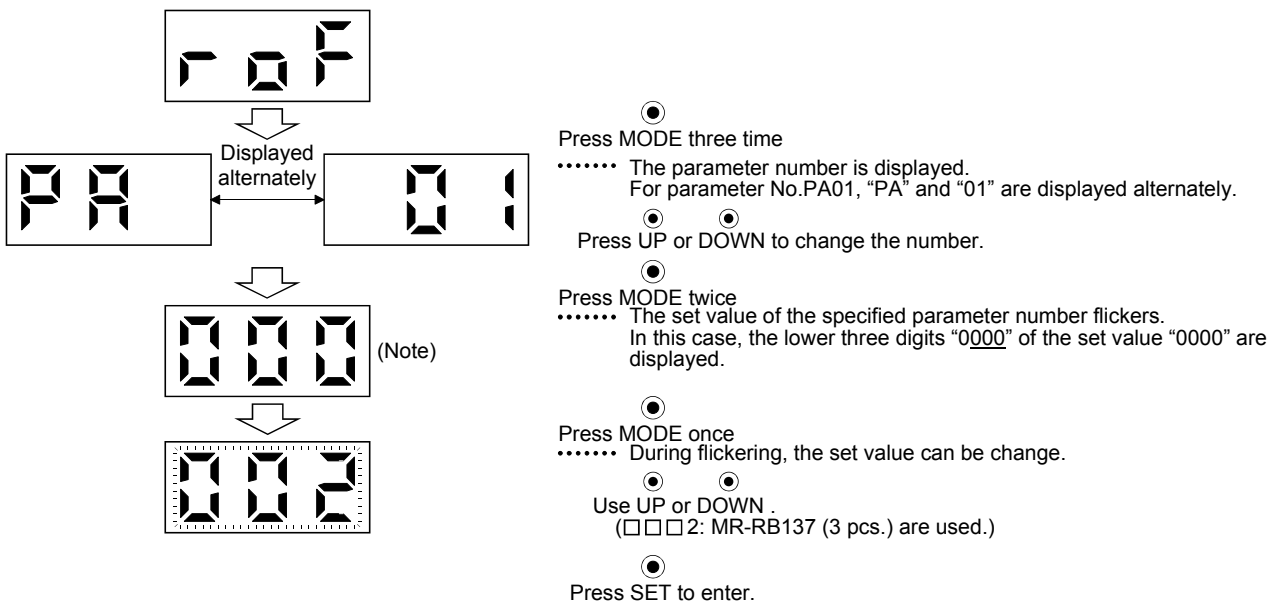 roF
Press MODE three time
Displayed
alternately
PA
01
······· The parameter number is displayed.
For parameter No.PA01, “PA” and “01” are displayed alternately.
Press UP or DOWN to change the number.
Press MODE twice
000
(Note)
······· The set value of the specified parameter number flickers.
In this case, the lower three digits “0000” of the set value “0000” are
displayed.
Press MODE once
002
······· During flickering, the set value can be change.
Use UP or DOWN .
(□□□2: MR-RB137 (3 pcs.) are used.)
Press SET to enter.